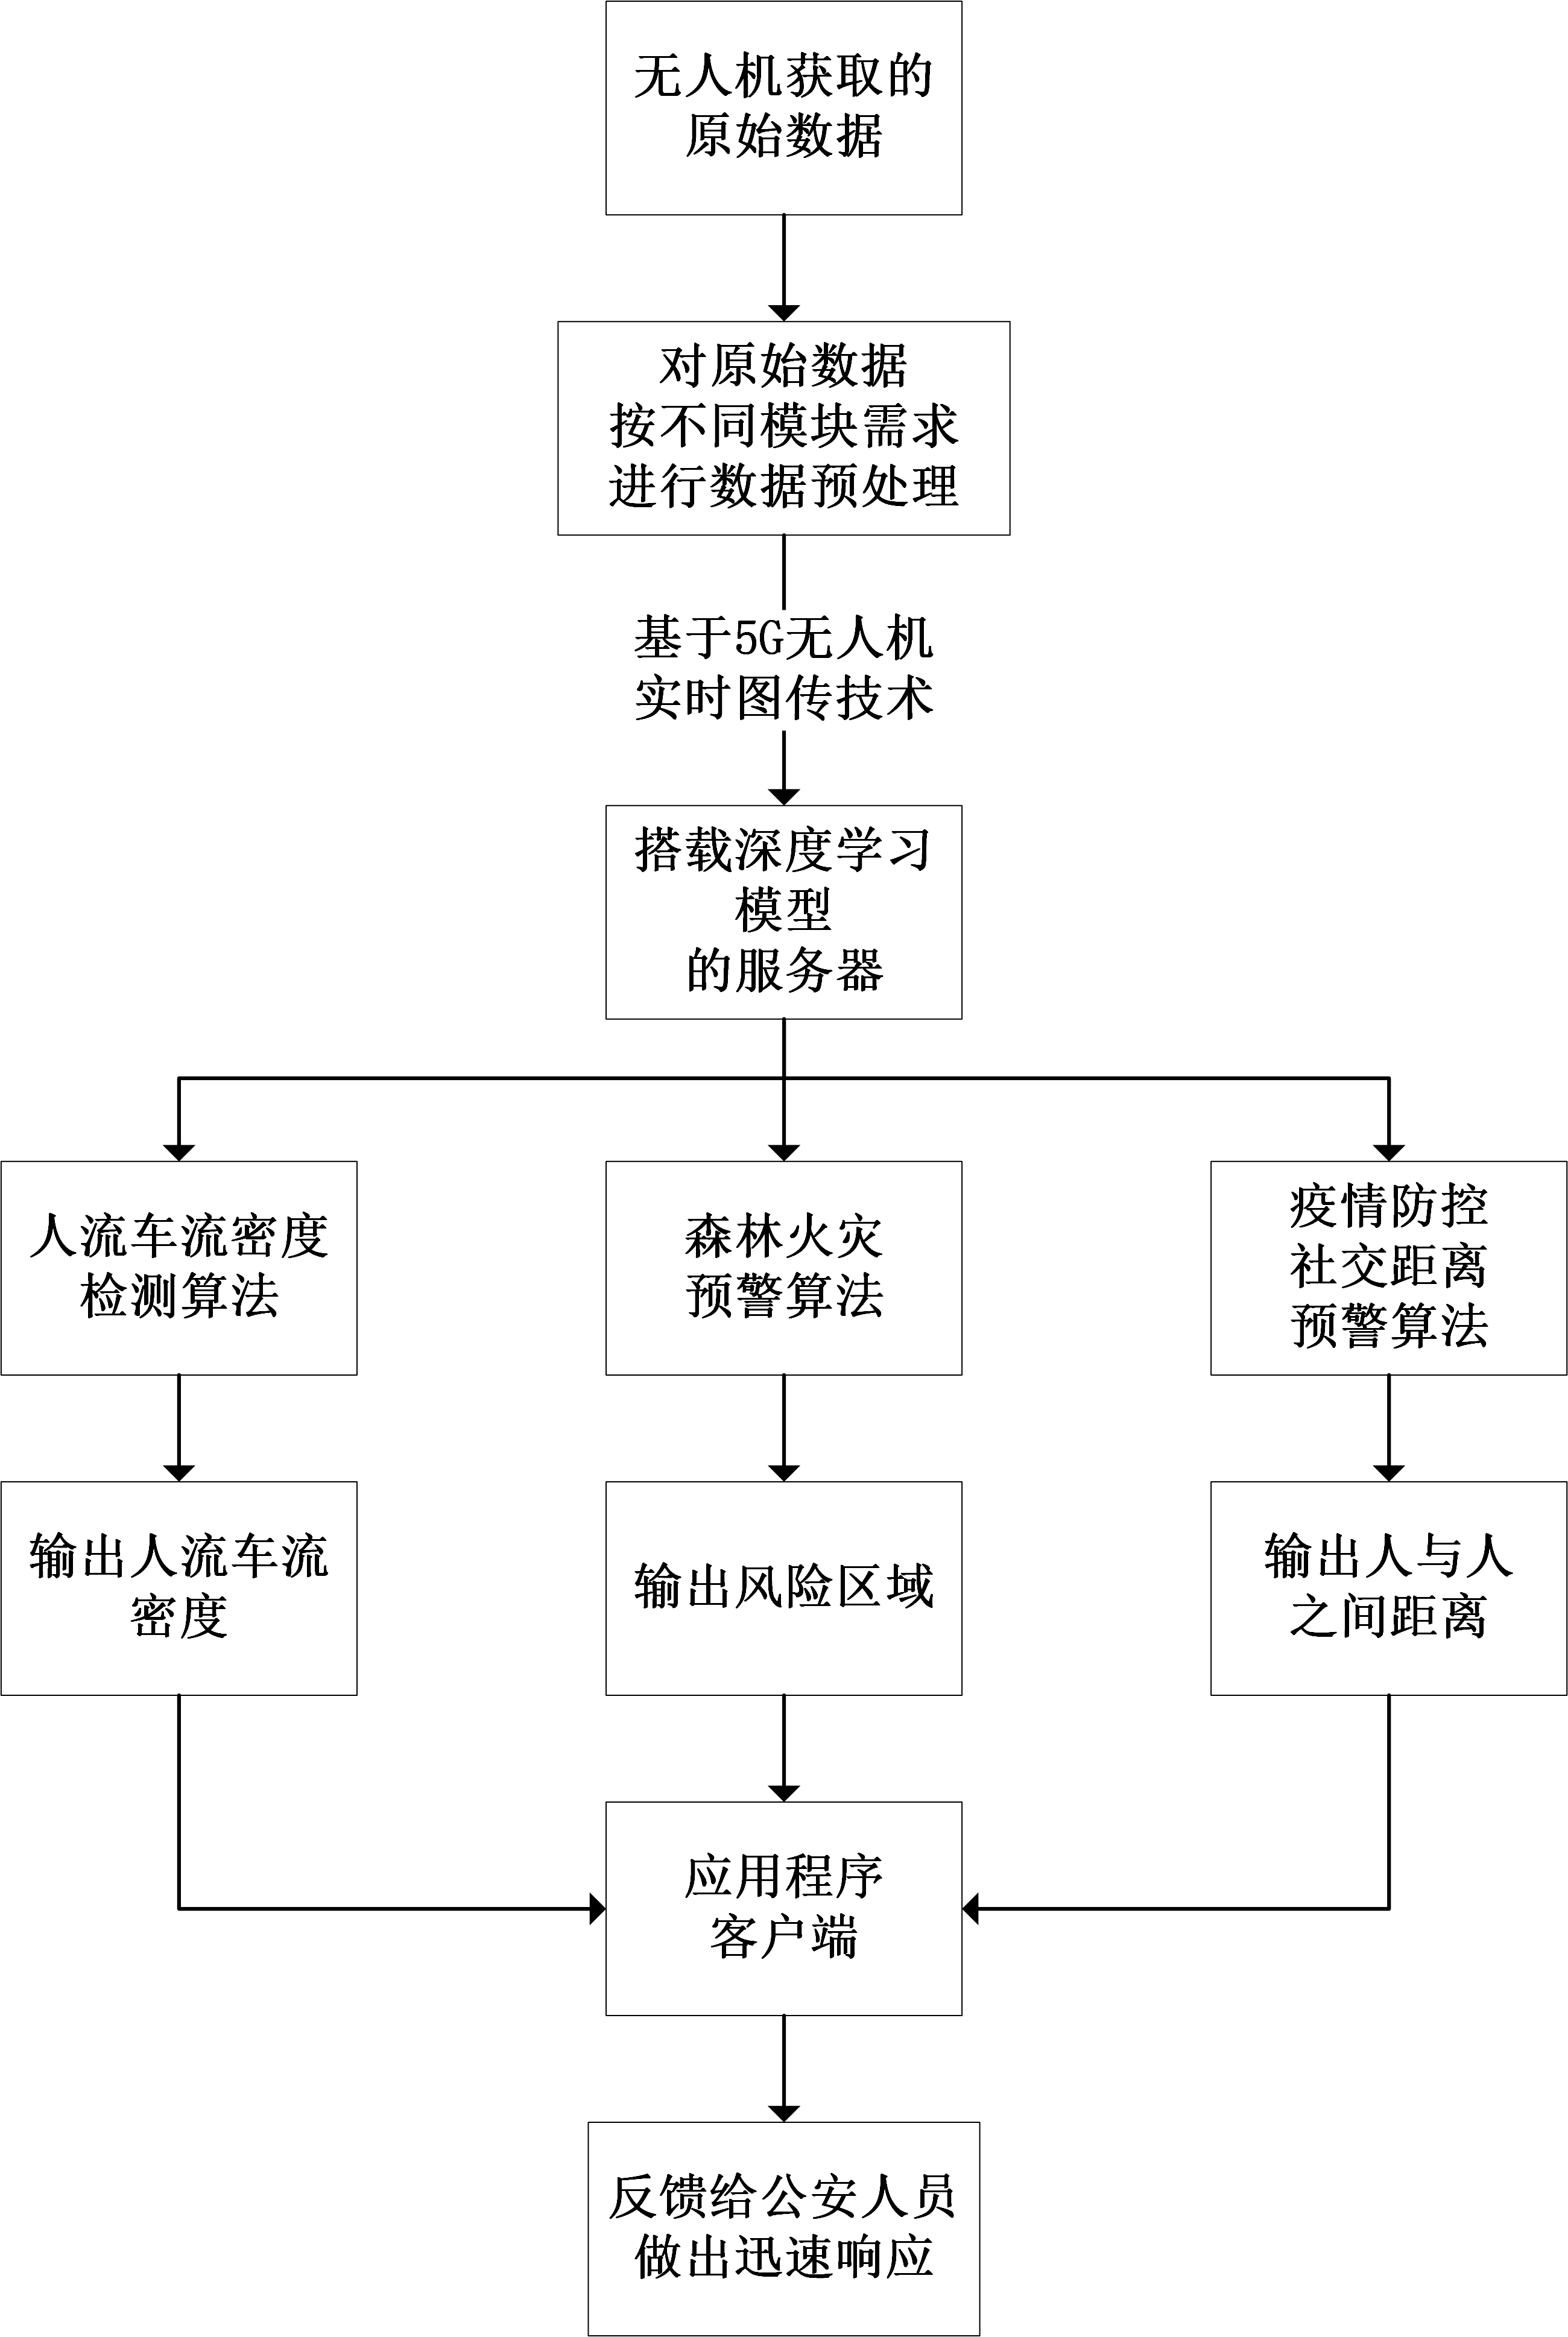 无人机获取的
原始数据
对原始数据
按不同模块需求
进行数据预处理
基于5G无人机
实时图传技术
搭载深度学习
模型
的服务器
人流车流密度
检测算法
森林火灾
预警算法
疫情防控
社交距离
预警算法
输出人流车流
密度
输出风险区域
输出人与人
之间距离
应用程序
客户端
反馈给公安人员
做出迅速响应